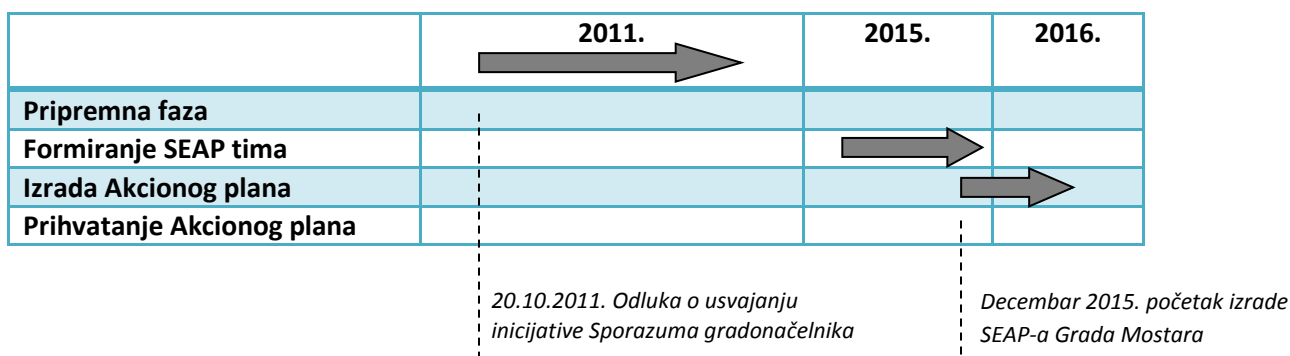 2011. 2015. 2016.
Pripremna faza
Formiranje SEAP tima
Izrada Akcionog plana
Prihvatanje Akcionog plana
20.10.2011. Odluka o usvajanju
inicijative Sporazuma gradonačelnika
Decembar 2015. početak izrade
SEAP-a Grada Mostara